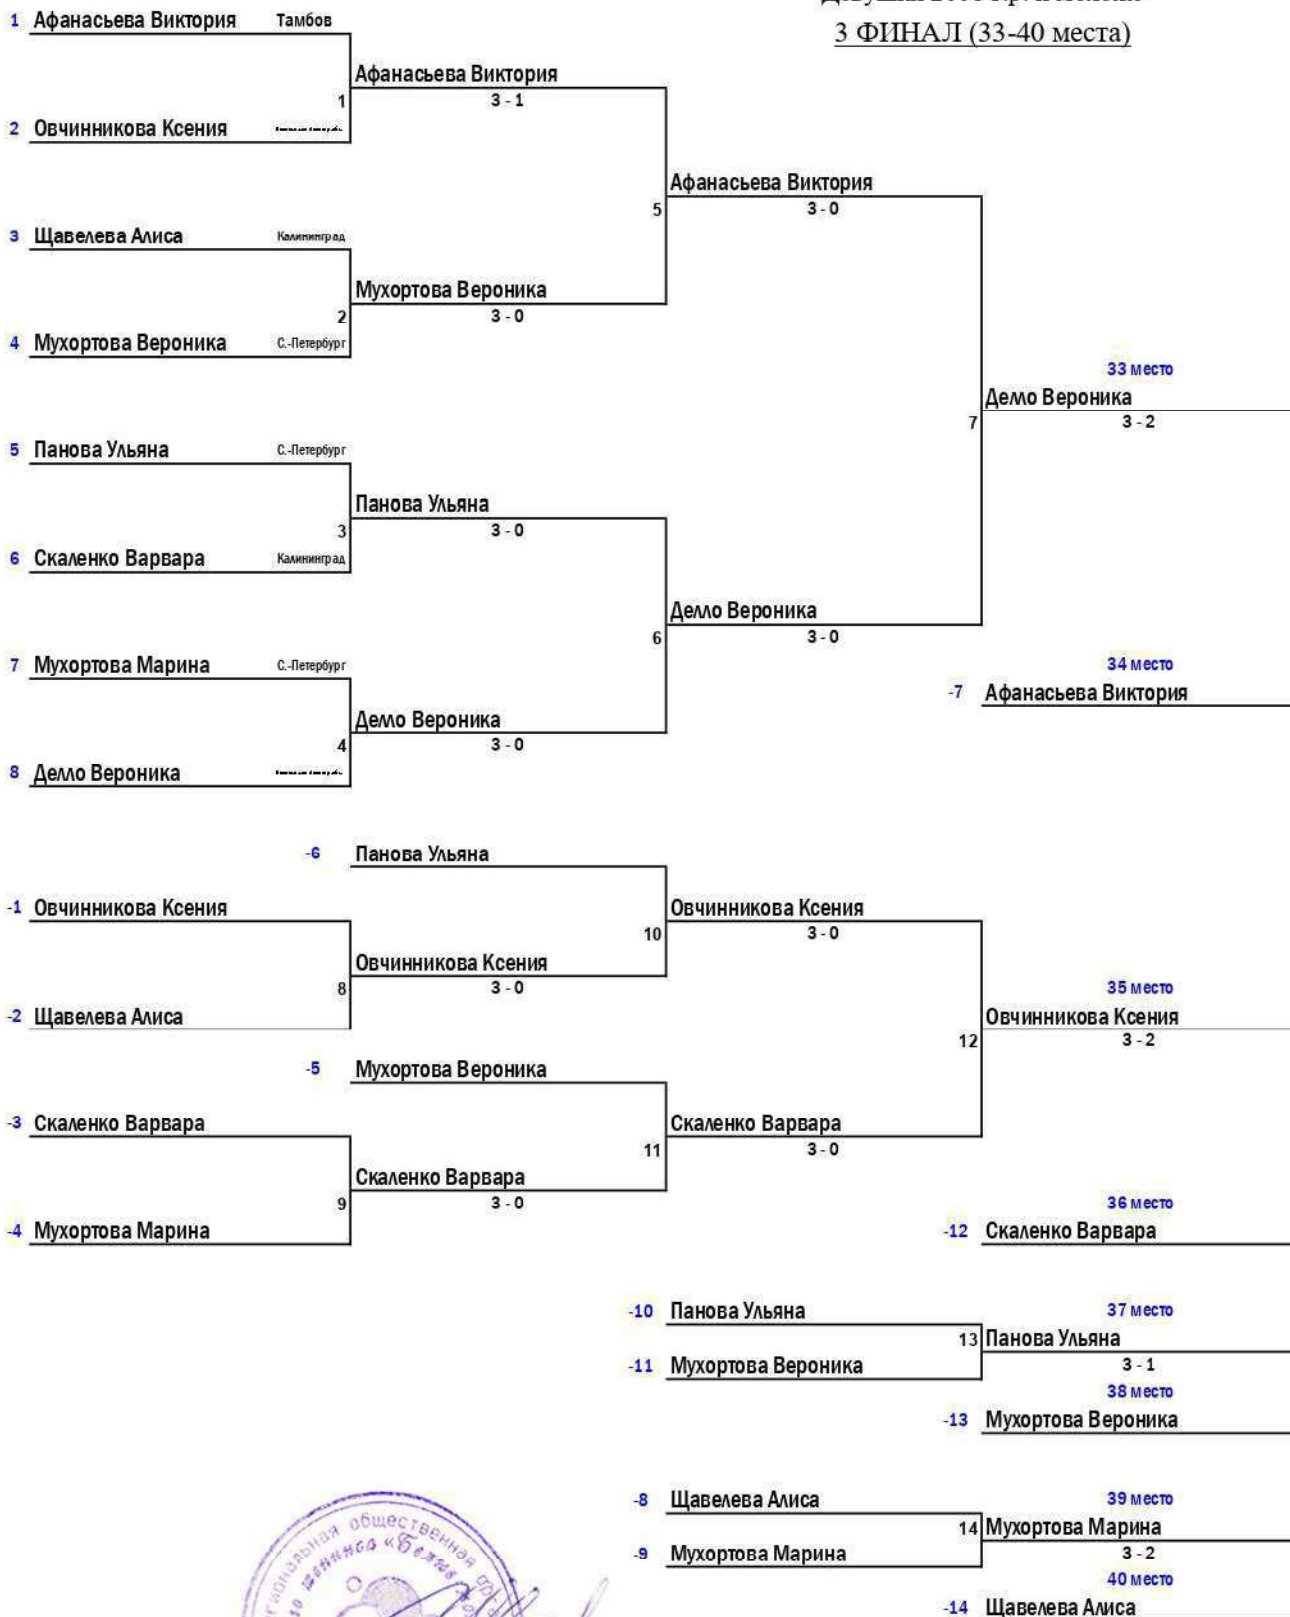 3 ФИНАЛ (33-40 места)
1 Афанасьева Виктория Тамбов
Афанасьева Виктория
1 3 - 1
2 Овчинникова Ксения
Афанасьева Виктория
5 3 - 0
3 Щавелева Алиса Калининград
Мухортова Вероника
2 3 - 0
4 Мухортова Вероника С.-Петербург
33 место
Делло Вероника
7 3 - 2
5 Панова Ульяна С.-Петербург
Панова Ульяна
3 3 - 0
6 Скаленко Варвара Калининград
Делло Вероника
6 3 - 0
7 Мухортова Марина С.-Петербург
34 место
-7 Афанасьева Виктория
Делло Вероника
4 3 - 0
8 Делло Вероника
-6 Панова Ульяна
-1 Овчинникова Ксения
Овчинникова Ксения
10 3 - 0
Овчинникова Ксения
8 3 - 0
-2 Щавелева Алиса
35 место
Овчинникова Ксения
12 3 - 2
-5 Мухортова Вероника
-3 Скаленко Варвара
Скаленко Варвара
11 3 - 0
Скаленко Варвара
9 3 - 0
-4 Мухортова Марина
36 место
-12 Скаленко Варвара
-10 Панова Ульяна
37 место
13 Панова Ульяна
-11 Мухортова Вероника
3 - 1
38 место
-13 Мухортова Вероника
-8 Щавелева Алиса
39 место
14 Мухортова Марина
-9 Мухортова Марина
3 - 2
40 место
-14 Щавелева Алиса